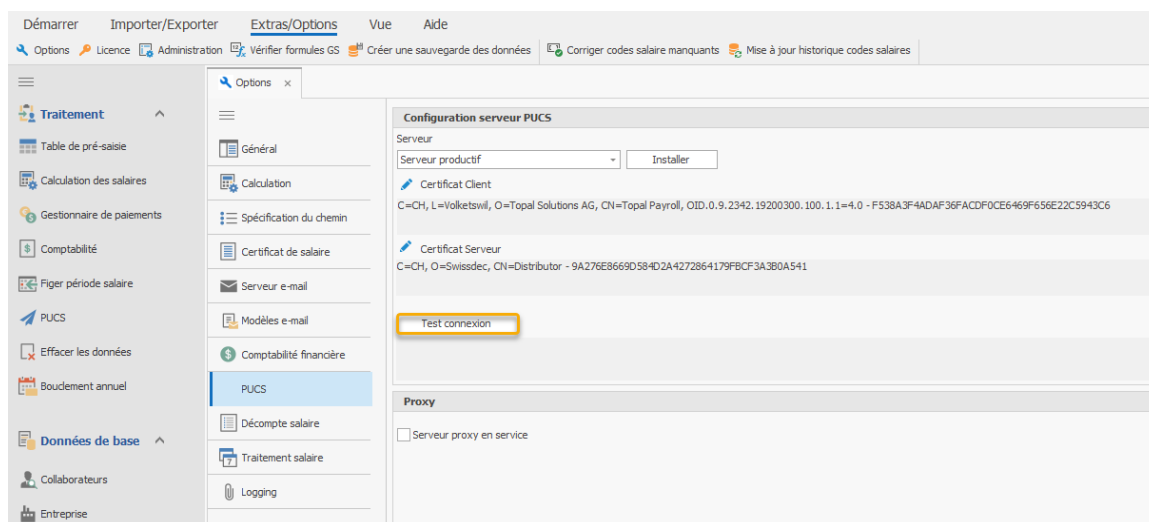 Démarrer Importer/Exporter Extras/Options Vue Aide
Options Licence Administration Vérifier formules GS Créer une sauvegarde des données Corriger codes salaire manquants Mise à jour historique codes salaires
Options ×
Traitement
Table de pré-saisie
Calculation des salaires
Gestionnaire de paiements
Comptabilité
Figer période salaire
PUCS
Effacer les données
Bouclement annuel
Données de base
Collaborateurs
Entreprise
Général
Calculation
Spécification du chemin
Certificat de salaire
Serveur e-mail
Modèles e-mail
Comptabilité financière
PUCS
Décompte salaire
Traitement salaire
Logging
Configuration serveur PUCS
Serveur
Serveur productif Installer
Certificat Client
C=CH, L=Volketswil, O=Topal Solutions AG, CN=Topal Payroll, OID.0.9.2342.19200300.100.1.1=4.0 - F538A3F4ADAF36FACDF0CE6469F656E22C5943C6
Certificat Serveur
C=CH, O=Swissdec, CN=Distributor - 9A276E8669D584D2A4272864179FBCF3A3B0A541
Test connexion
Proxy
Serveur proxy en service